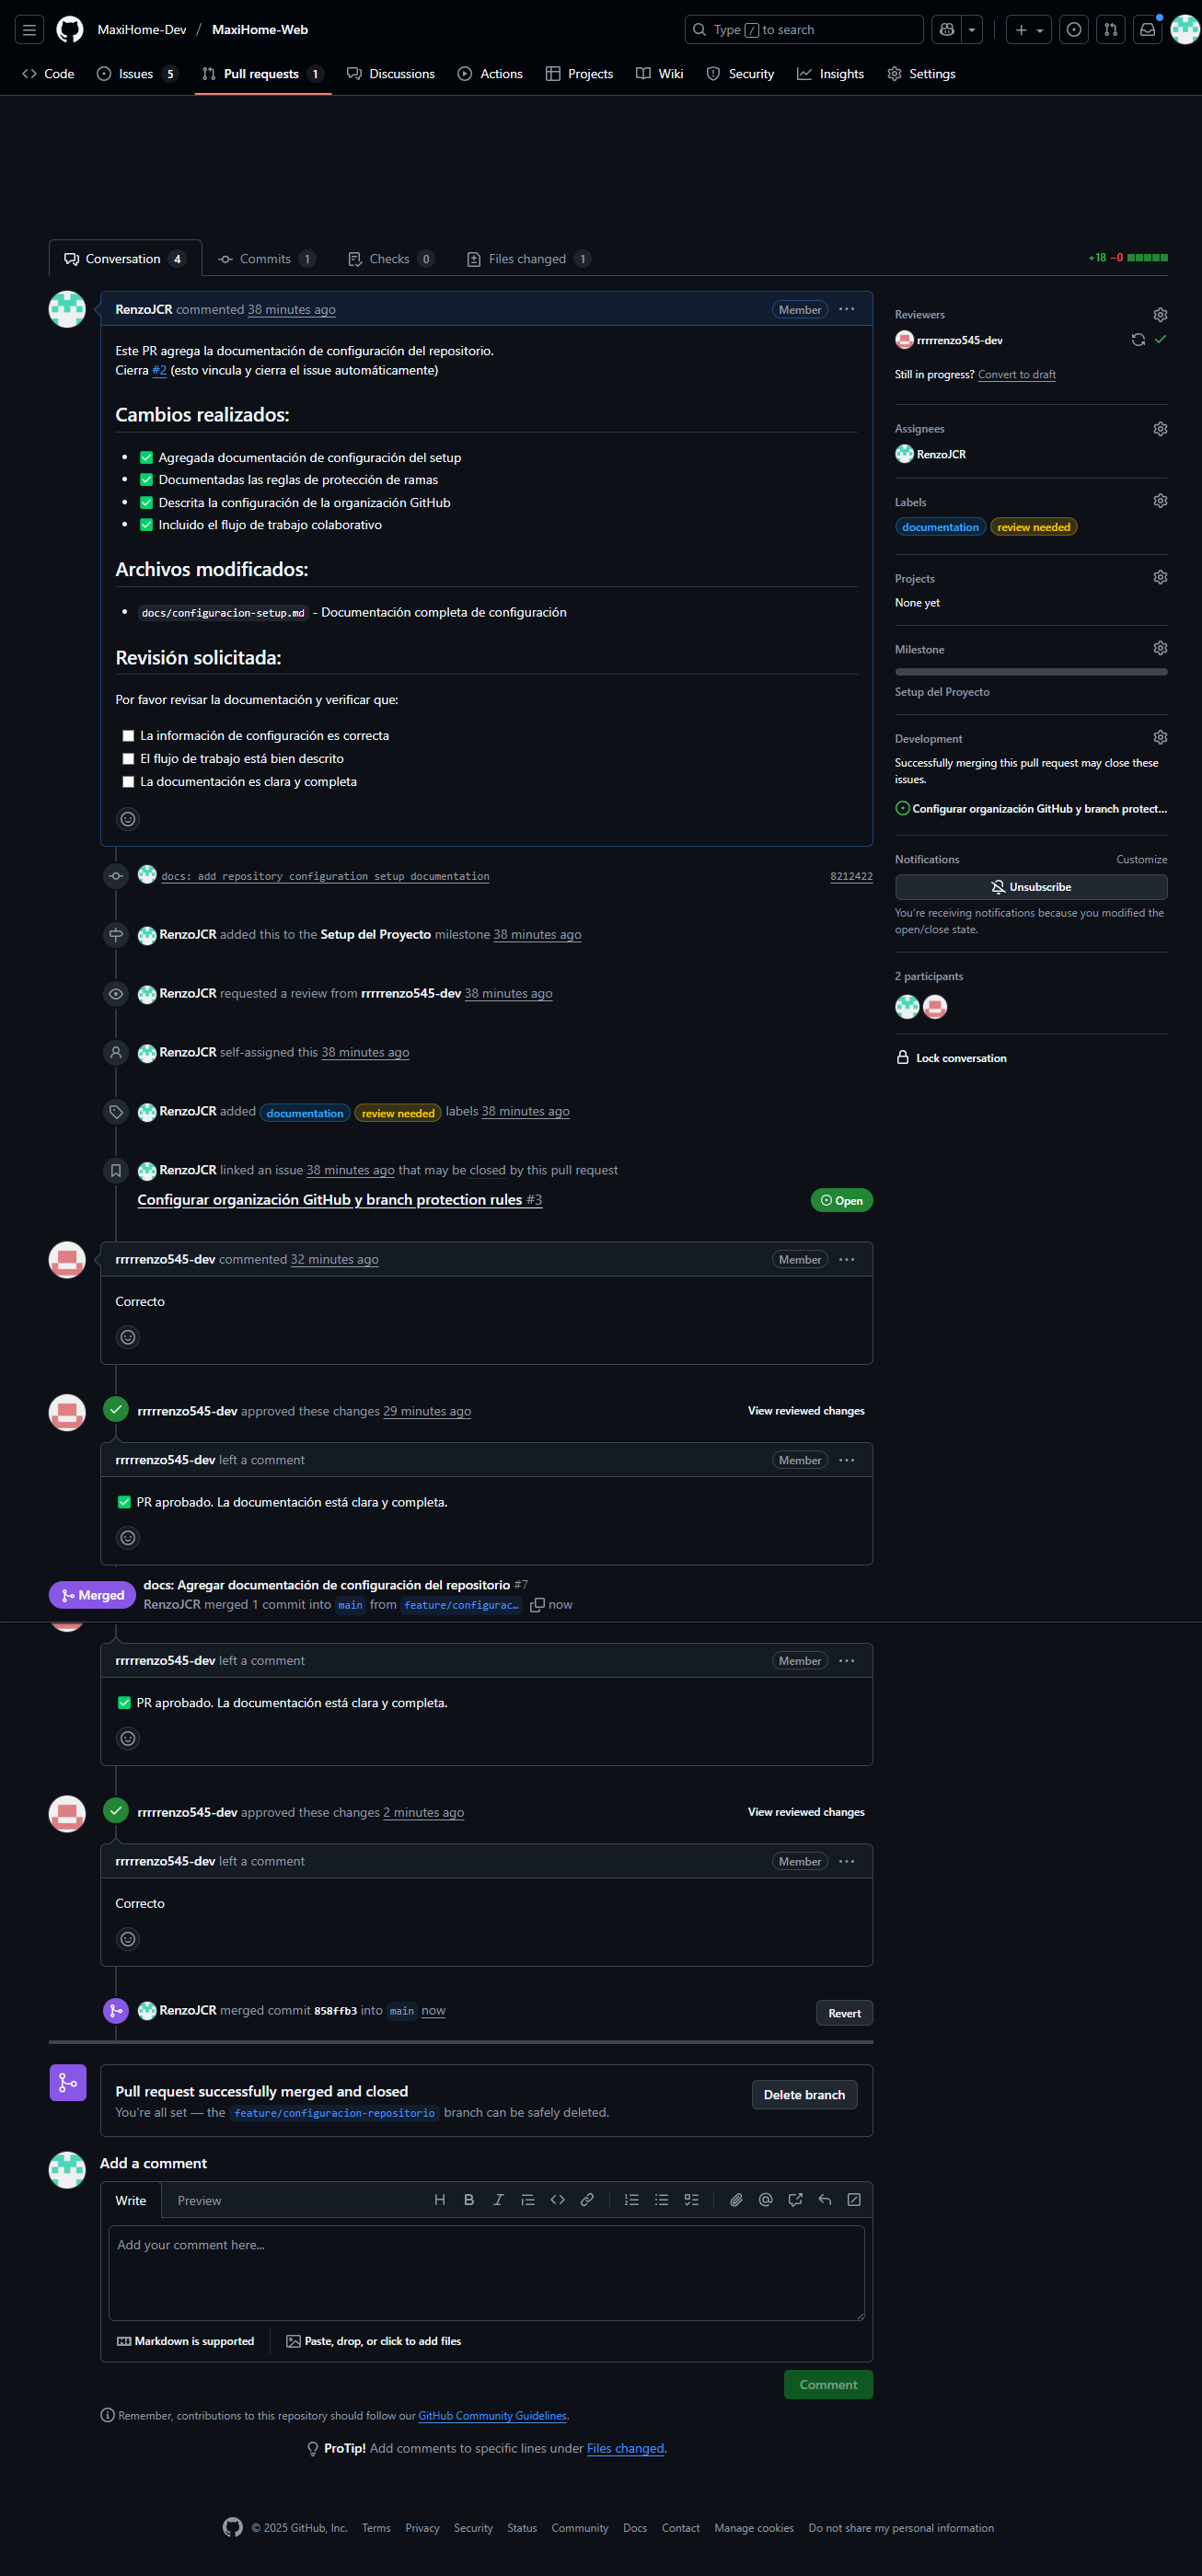 MaxiHome-Dev / MaxiHome-Web
Type / to search
Code
Issues 5
Pull requests 1
Discussions
Actions
Projects
Wiki
Security
Insights
Settings
Conversation 4
Commits 1
Checks 0
Files changed 1
+18 −0
RenzoJCR commented 38 minutes ago
Member
Este PR agrega la documentación de configuración del repositorio.
Cierra #2 (esto vincula y cierra el issue automáticamente)
Cambios realizados:
Agregada documentación de configuración del setup
Documentadas las reglas de protección de ramas
Descrita la configuración de la organización GitHub
Incluido el flujo de trabajo colaborativo
Archivos modificados:
docs/configuracion-setup.md - Documentación completa de configuración
Revisión solicitada:
Por favor revisar la documentación y verificar que:
La información de configuración es correcta
El flujo de trabajo está bien descrito
La documentación es clara y completa
docs: add repository configuration setup documentation
8212422
RenzoJCR added this to the Setup del Proyecto milestone 38 minutes ago
RenzoJCR requested a review from rrrrrenzo545-dev 38 minutes ago
RenzoJCR self-assigned this 38 minutes ago
RenzoJCR added documentation review needed labels 38 minutes ago
RenzoJCR linked an issue 38 minutes ago that may be closed by this pull request
Configurar organización GitHub y branch protection rules #3
Open
rrrrrenzo545-dev commented 32 minutes ago
Member
Correcto
rrrrrenzo545-dev approved these changes 29 minutes ago
View reviewed changes
rrrrrenzo545-dev left a comment
Member
PR aprobado. La documentación está clara y completa.
Merged
docs: Agregar documentación de configuración del repositorio #7
RenzoJCR merged 1 commit into main from feature/configurac… now
rrrrrenzo545-dev left a comment
Member
PR aprobado. La documentación está clara y completa.
rrrrrenzo545-dev approved these changes 2 minutes ago
View reviewed changes
rrrrrenzo545-dev left a comment
Member
Correcto
RenzoJCR merged commit 858ffb3 into main now
Revert
Pull request successfully merged and closed
You're all set — the feature/configuracion-repositorio branch can be safely deleted.
Delete branch
Add a comment
Write
Preview
Add your comment here...
Markdown is supported
Paste, drop, or click to add files
Comment
Remember, contributions to this repository should follow our GitHub Community Guidelines.
ProTip! Add comments to specific lines under Files changed.
Reviewers
rrrrrenzo545-dev
Still in progress? Convert to draft
Assignees
RenzoJCR
Labels
documentation review needed
Projects
None yet
Milestone
Setup del Proyecto
Development
Successfully merging this pull request may close these
issues.
Configurar organización GitHub y branch protect...
Notifications
Customize
Unsubscribe
You're receiving notifications because you modified the
open/close state.
2 participants
Lock conversation
© 2025 GitHub, Inc.
Terms
Privacy
Security
Status
Community
Docs
Contact
Manage cookies
Do not share my personal information